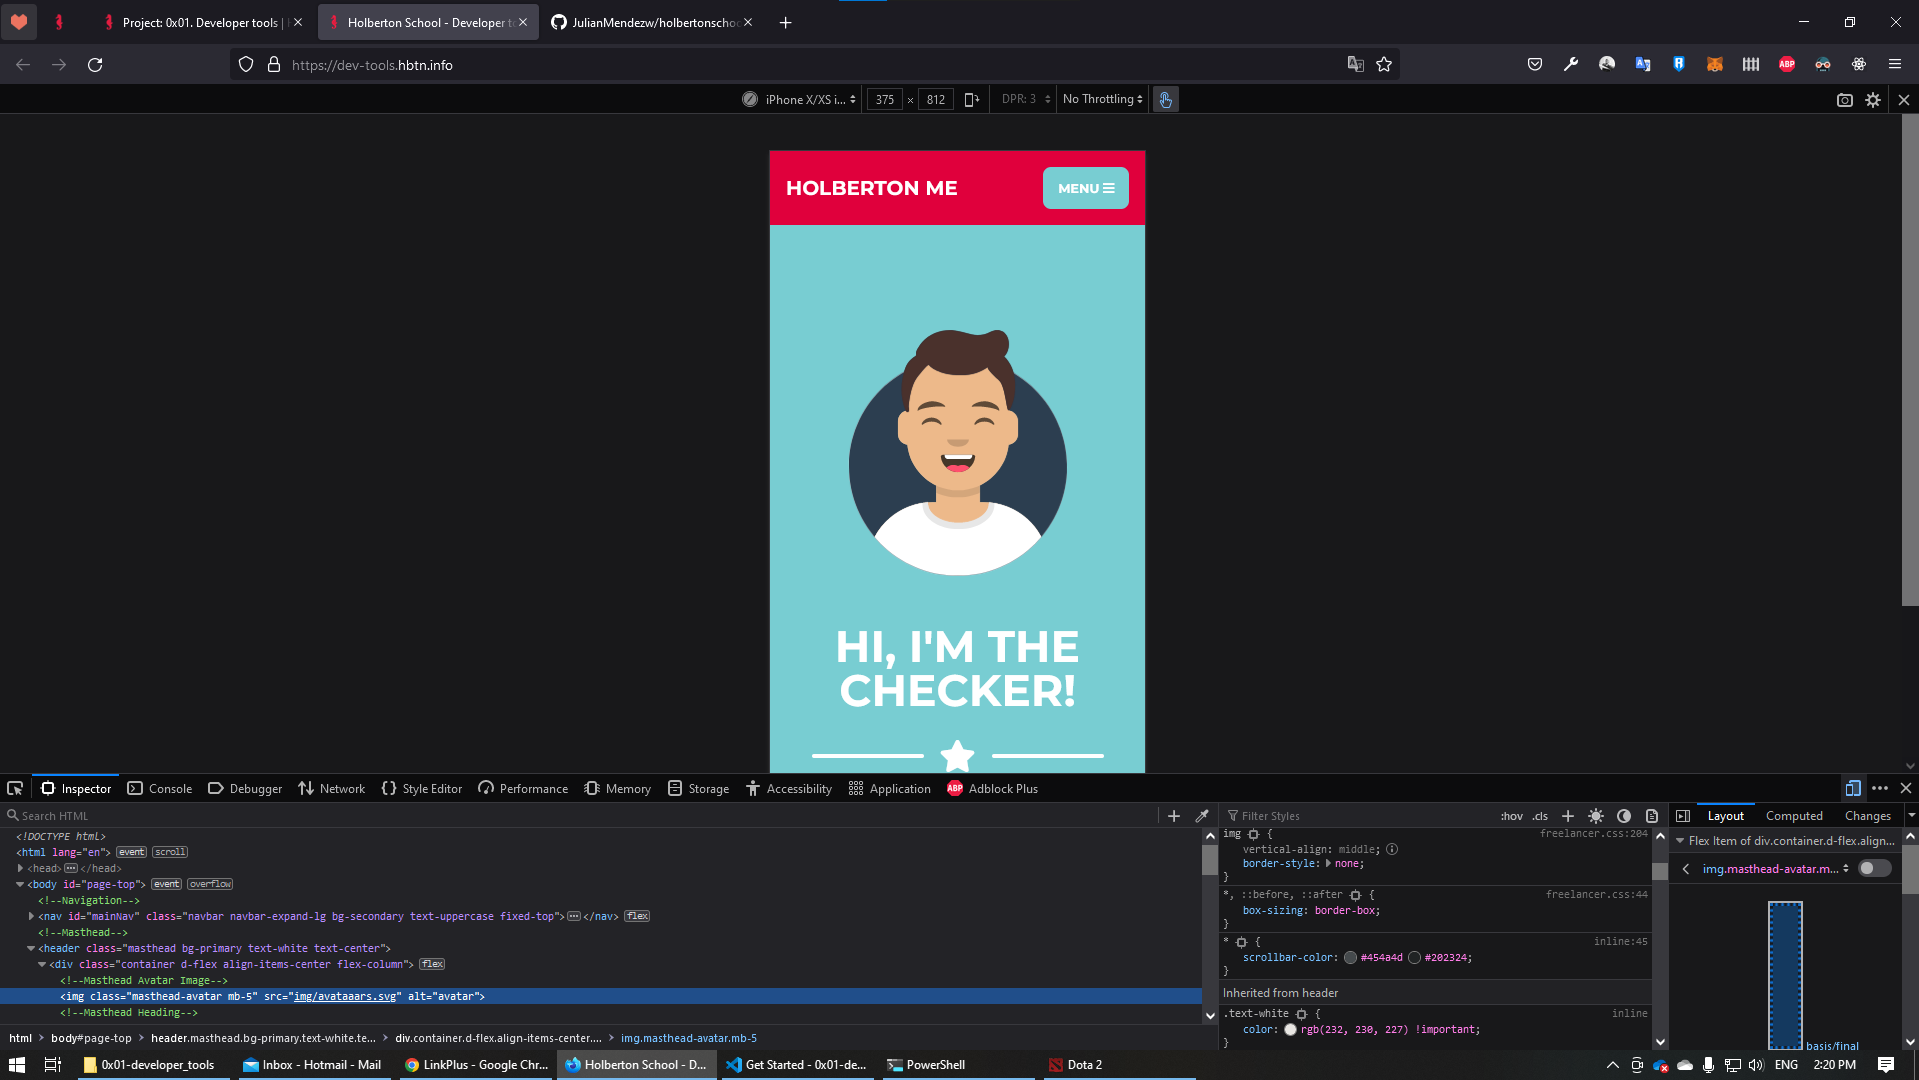 Project: 0x01. Developer tools |
Holberton School - Developer to
JulianMendezw/holbertonschoo
https://dev-tools.hbtn.info
iPhone X/XS i...
375 × 812
DPR: 3
No Throttling
HOLBERTON ME
MENU
HI, I'M THE
CHECKER!
Inspector
Console
Debugger
Network
Style Editor
Performance
Memory
Storage
Accessibility
Application
ABP
Adblock Plus
Search HTML
<!DOCTYPE html>
<html lang="en"> event scroll
<head></head>
<body id="page-top"> event overflow
<!--Navigation-->
<nav id="mainNav" class="navbar navbar-expand-lg bg-secondary text-uppercase fixed-top"></nav> flex
<!--Masthead-->
<header class="masthead bg-primary text-white text-center">
<div class="container d-flex align-items-center flex-column"> flex
<!--Masthead Avatar Image-->
<img class="masthead-avatar mb-5" src="img/avataaars.svg" alt="avatar">
<!--Masthead Heading-->
html > body#page-top > header.masthead.bg-primary.text-white.te... > div.container.d-flex.align-items-center.... > img.masthead-avatar.mb-5
Filter Styles
:hov .cls
img { freelancer.css:204
vertical-align: middle;
border-style: none;
}
*, ::before, ::after { freelancer.css:44
box-sizing: border-box;
}
* { inline:45
scrollbar-color: #454a4d #202324;
}
Inherited from header
.text-white { inline
color: rgb(232, 230, 227) !important;
}
Layout
Computed
Changes
Flex Item of div.container.d-flex.align...
img.masthead-avatar.m...
basis/final
0x01-developer_tools
Inbox - Hotmail - Mail
LinkPlus - Google Chr...
Holberton School - D...
Get Started - 0x01-de...
PowerShell
Dota 2
ENG
2:20 PM